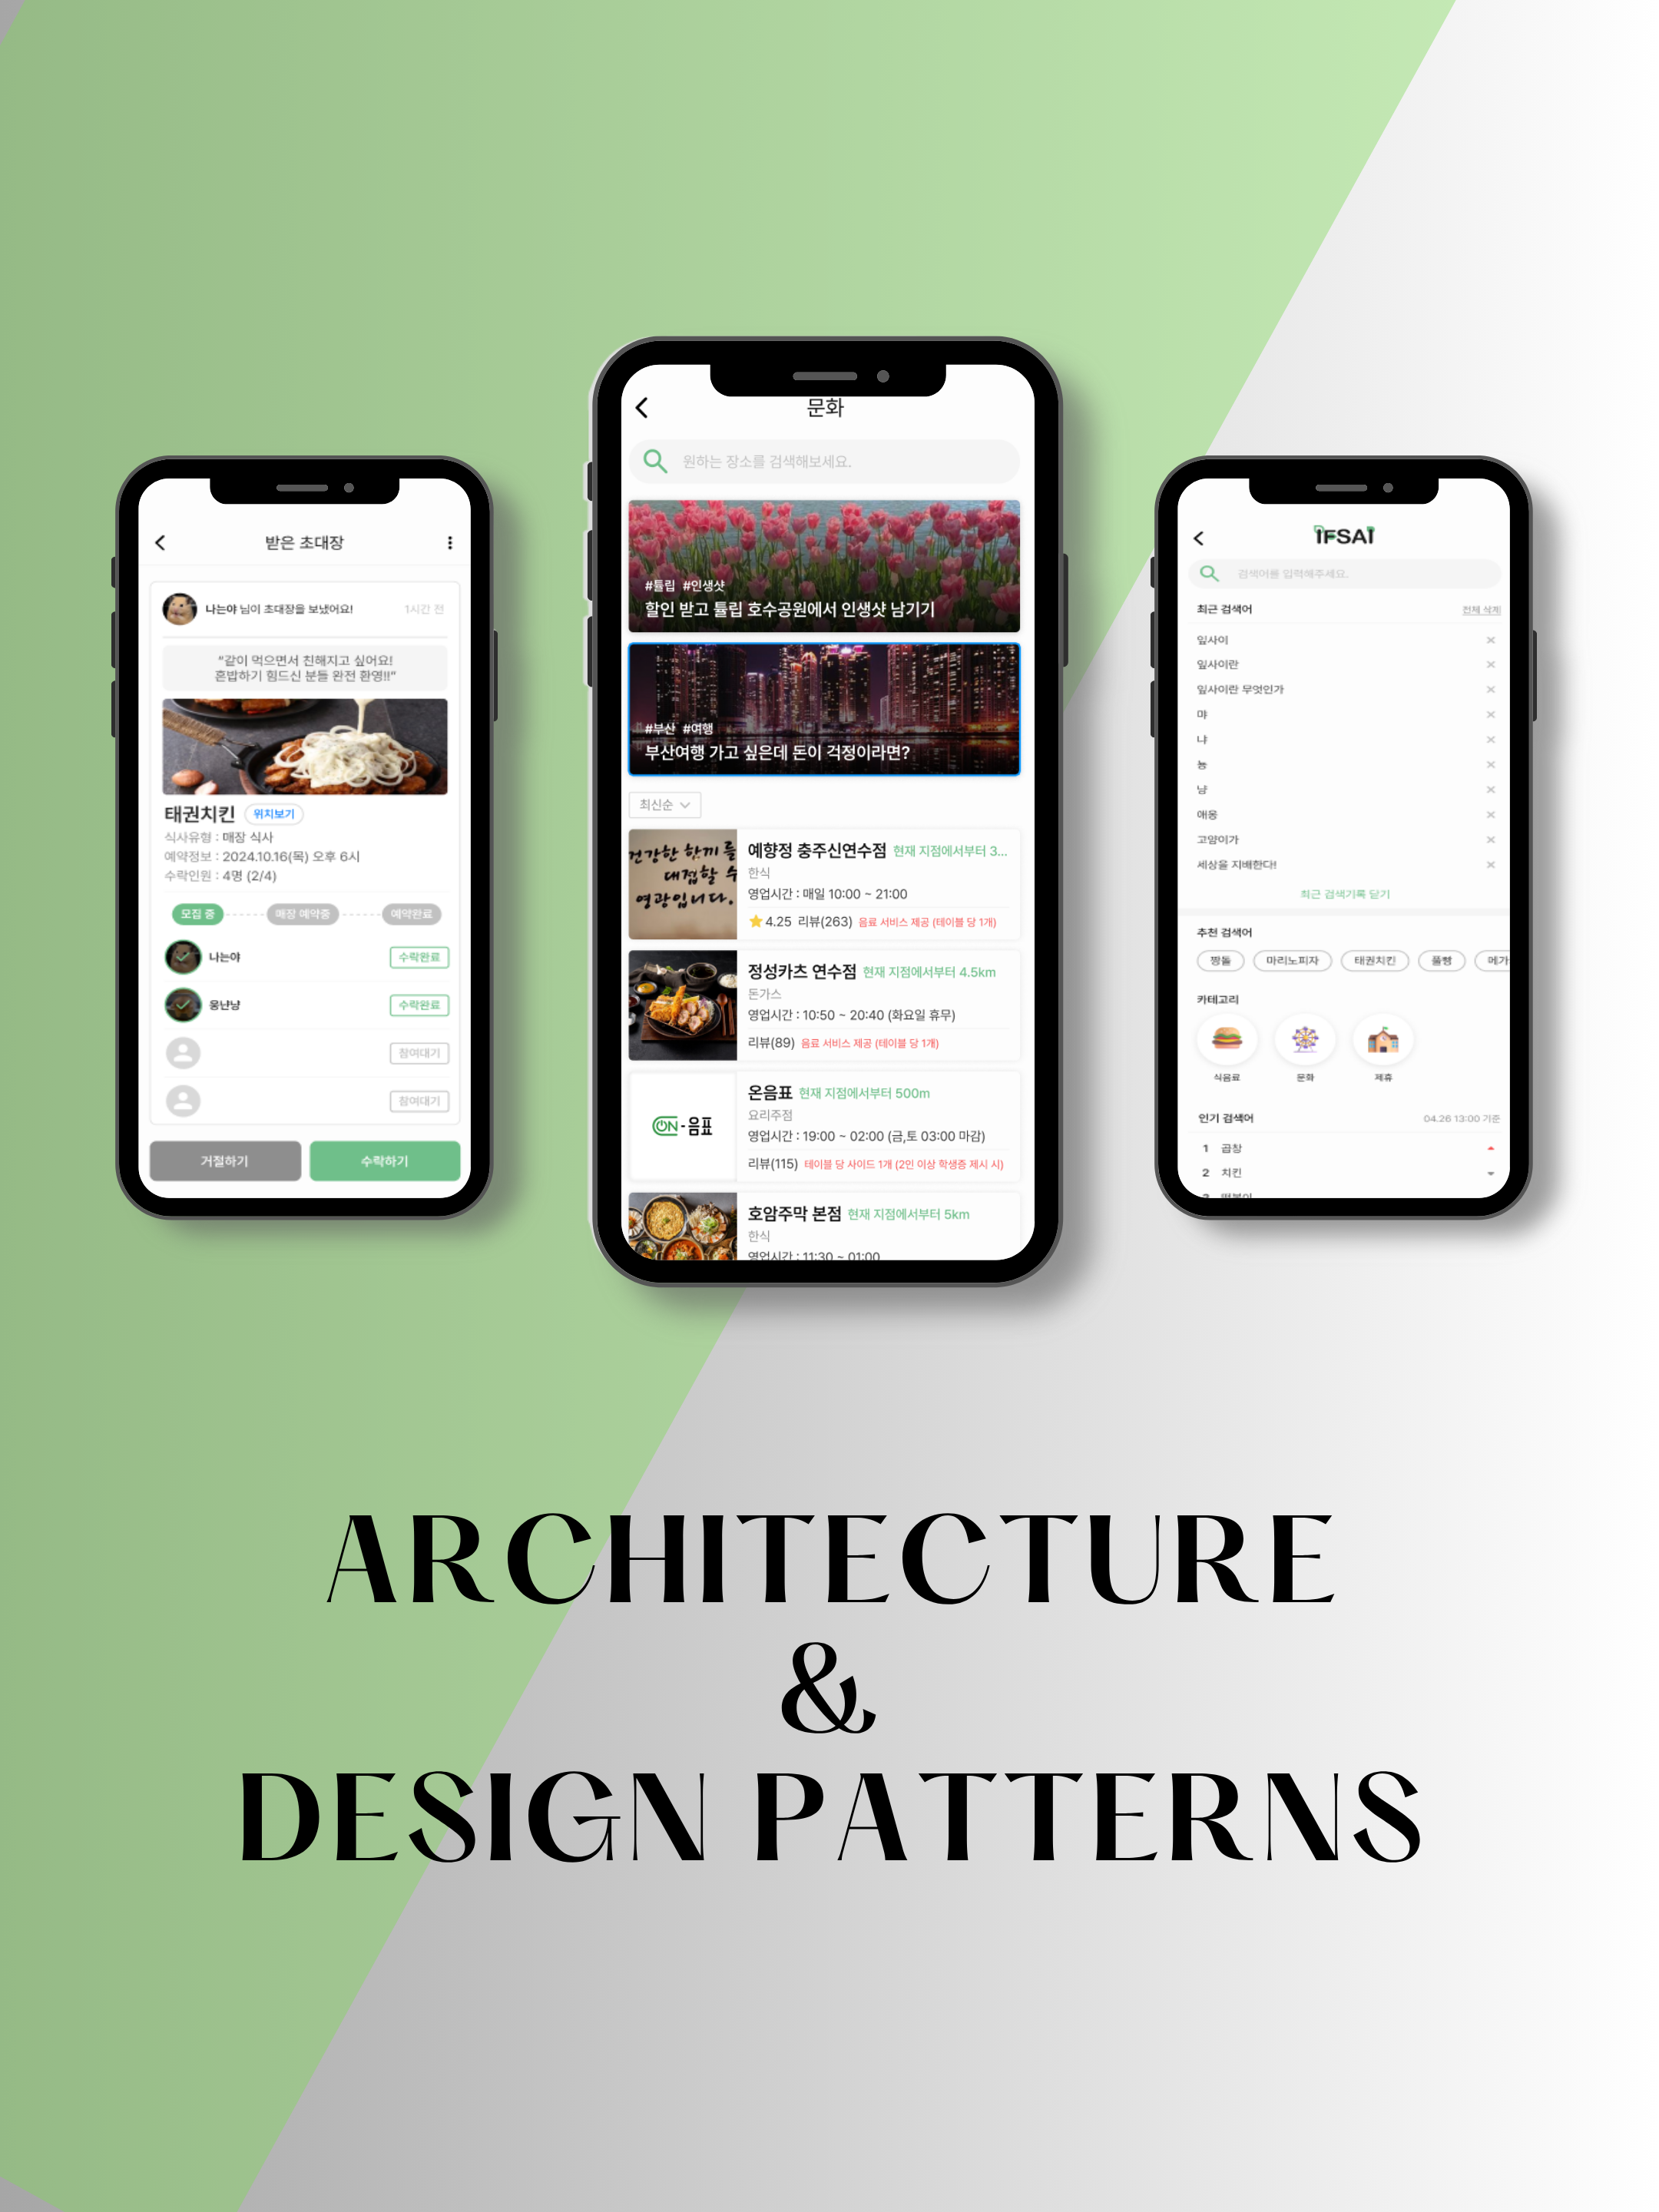 받은 초대장
나는야 님이 초대장을 보냈어요! 1시간 전
“같이 먹으면서 친해지고 싶어요!
혼밥하기 힘드신 분들 완전 환영!!“
태권치킨 위치보기
식사유형 : 매장 식사
예약정보 : 2024.10.16(목) 오후 6시
수락인원 : 4명 (2/4)
모집 중 매장 예약중 예약완료
나는야 수락완료
웅냔냥 수락완료
참여대기
참여대기
거절하기 수락하기
문화
원하는 장소를 검색해보세요.
#튤립 #인생샷
할인 받고 튤립 호수공원에서 인생샷 남기기
#부산 #여행
부산여행 가고 싶은데 돈이 걱정이라면?
최신순
건강한 한끼를
대접할 수
영광입니다.
예향정 충주신연수점 현재 지점에서부터 3...
한식
영업시간 : 매일 10:00 ~ 21:00
4.25 리뷰(263) 음료 서비스 제공 (테이블 당 1개)
정성카츠 연수점 현재 지점에서부터 4.5km
돈가스
영업시간 : 10:50 ~ 20:40 (화요일 휴무)
리뷰(89) 음료 서비스 제공 (테이블 당 1개)
ON-음표
온음표 현재 지점에서부터 500m
요리주점
영업시간 : 19:00 ~ 02:00 (금,토 03:00 마감)
리뷰(115) 테이블 당 사이드 1개 (2인 이상 학생증 제시 시)
호암주막 본점 현재 지점에서부터 5km
한식
영업시간 : 11:30 ~ 01:00
IFSAI
검색어를 입력해주세요.
최근 검색어 전체 삭제
잎사이
잎사이란
잎사이란 무엇인가
먀
냐
뇽
냥
애옹
고양이가
세상을 지배한다!
최근 검색기록 닫기
추천 검색어
짱돌 마리노피자 태권치킨 풀빵 메가
카테고리
식음료 문화 제휴
인기 검색어 04.26 13:00 기준
1 곱창
2 치킨
3 떡볶이
ARCHITECTURE
&
DESIGN PATTERNS